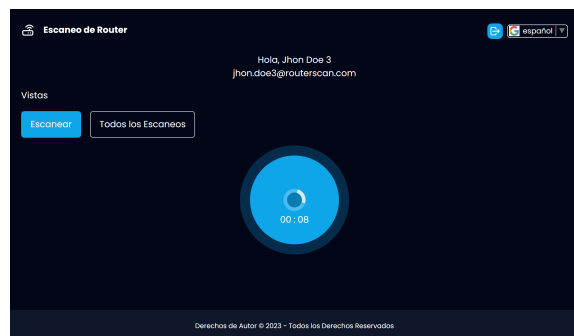 Escaneo de Router
español
Hola, Jhon Doe 3
jhon.doe3@routerscan.com
Vistas
Escanear
Todos los Escaneos
00 : 08
Derechos de Autor © 2023 - Todos los Derechos Reservados